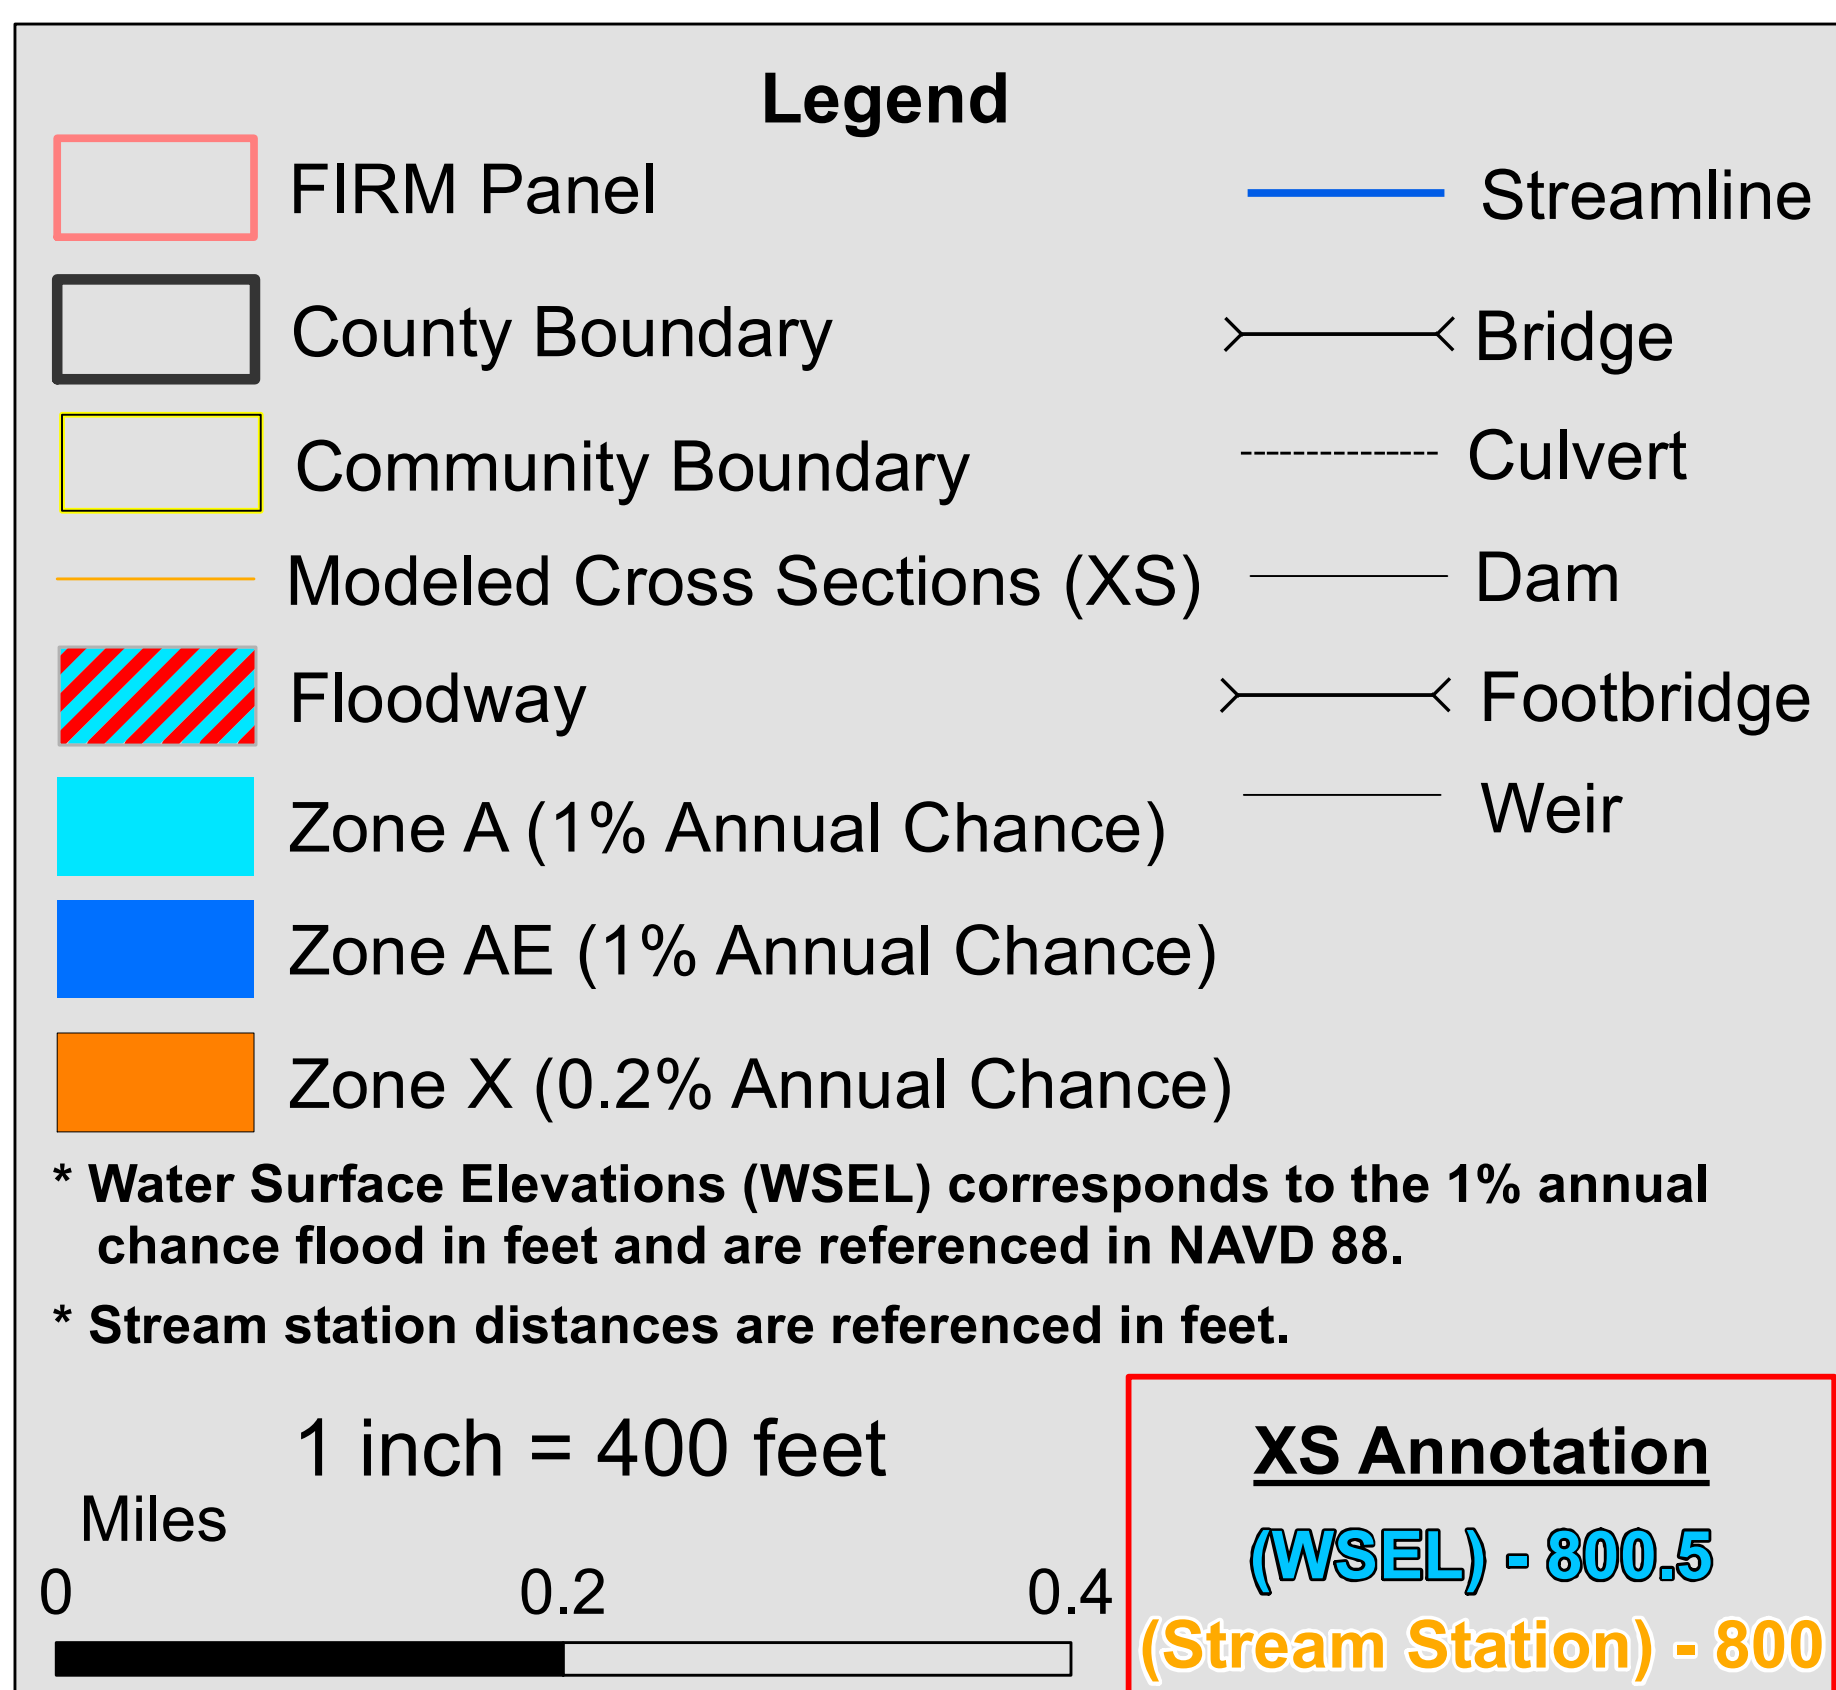 Legend
FIRM Panel
County Boundary
Community Boundary
Modeled Cross Sections (XS)
Floodway
Zone A (1% Annual Chance)
Zone AE (1% Annual Chance)
Zone X (0.2% Annual Chance)
Streamline
Bridge
Culvert
Dam
Footbridge
Weir
* Water Surface Elevations (WSEL) corresponds to the 1% annual
chance flood in feet and are referenced in NAVD 88.
* Stream station distances are referenced in feet.
1 inch = 400 feet
Miles
0 0.2 0.4
XS Annotation
(WSEL) - 800.5
(Stream Station) - 800